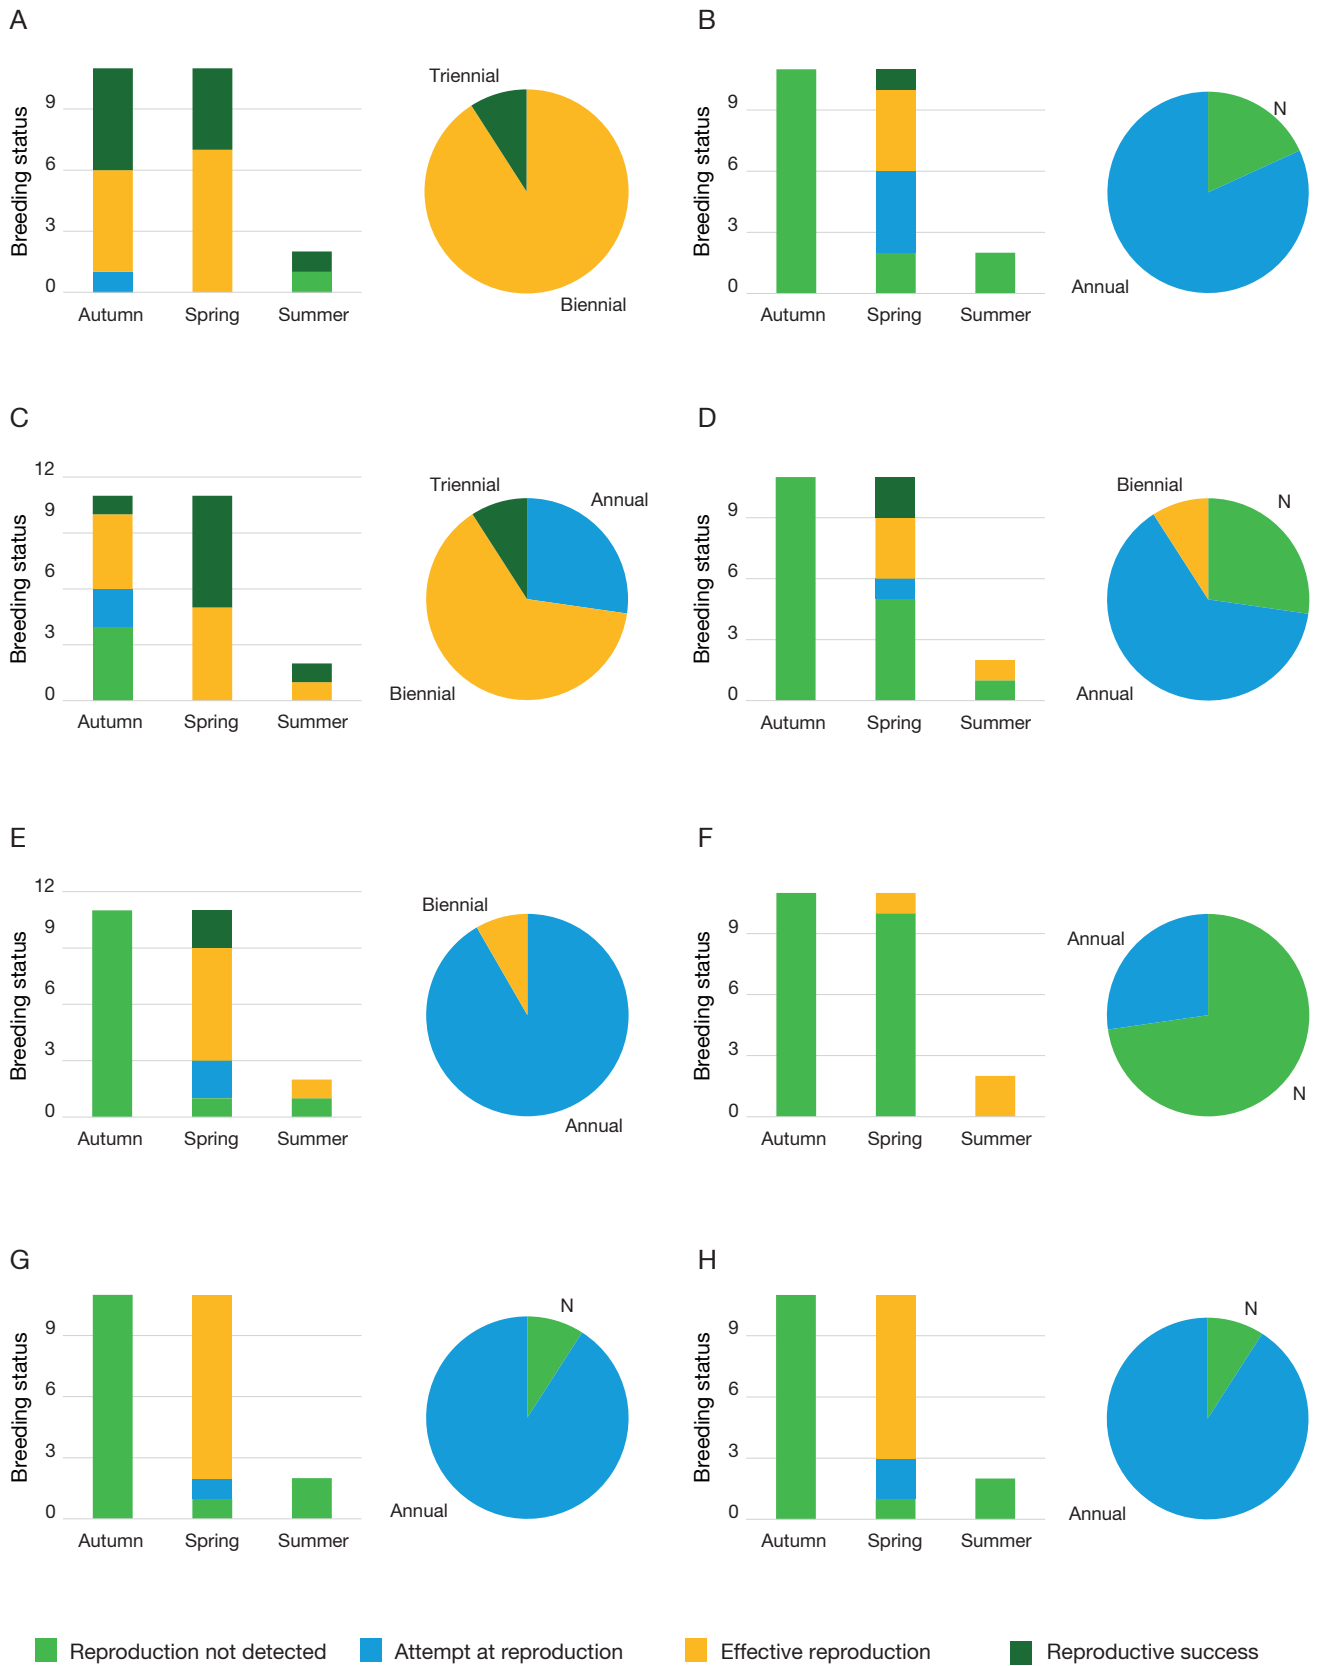 A
Breeding status
9
6
3
0
Autumn Spring Summer
Triennial
Biennial
B
Breeding status
9
6
3
0
Autumn Spring Summer
N
Annual
C
Breeding status
12
9
6
3
0
Autumn Spring Summer
Triennial
Annual
Biennial
D
Breeding status
9
6
3
0
Autumn Spring Summer
Biennial
N
Annual
E
Breeding status
12
9
6
3
0
Autumn Spring Summer
Biennial
Annual
F
Breeding status
9
6
3
0
Autumn Spring Summer
Annual
N
G
Breeding status
9
6
3
0
Autumn Spring Summer
N
Annual
H
Breeding status
9
6
3
0
Autumn Spring Summer
N
Annual
Reproduction not detected Attempt at reproduction Effective reproduction Reproductive success